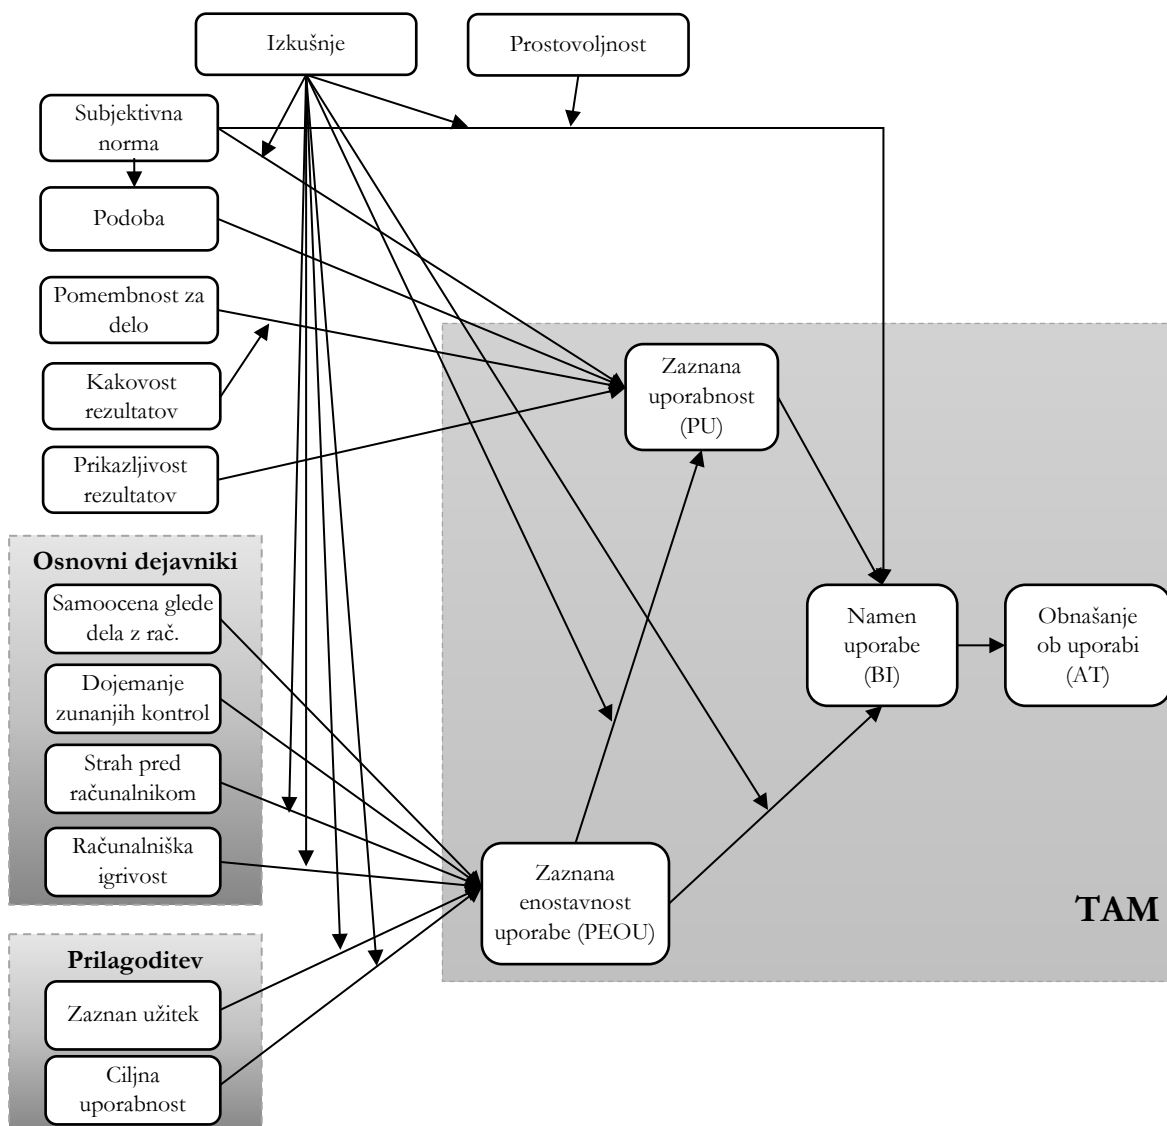 Izkušnje
Prostovoljnost
Subjektivna
norma
Podoba
Pomembnost za
delo
Kakovost
rezultatov
Prikazljivost
rezultatov
Zaznana
uporabnost
(PU)
Osnovni dejavniki
Samoocena glede
dela z rač.
Dojemanje
zunanjih kontrol
Strah pred
računalnikom
Računalniška
igrivost
Namen
uporabe
(BI)
Obnašanje
ob uporabi
(AT)
Zaznana
enostavnost
uporabe (PEOU)
TAM
Prilagoditev
Zaznan užitek
Ciljna
uporabnost